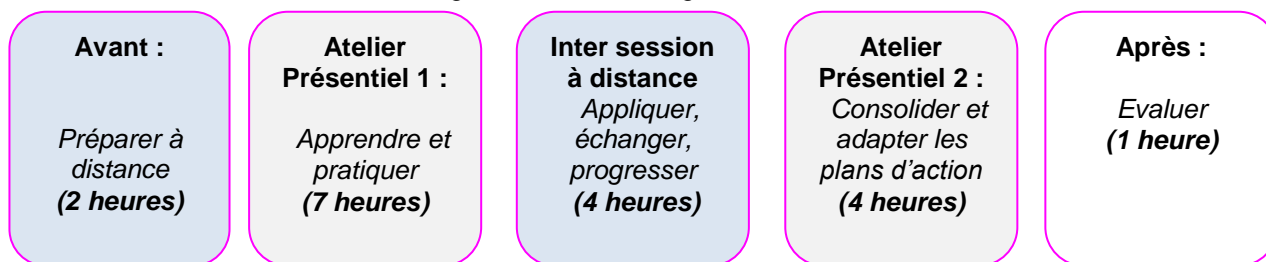 Avant :
Préparer à
distance
(2 heures)
Atelier
Présentiel 1 :
Apprendre et
pratiquer
(7 heures)
Inter session
à distance
Appliquer,
échanger,
progresser
(4 heures)
Atelier
Présentiel 2 :
Consolider et
adapter les
plans d’action
(4 heures)
Après :
Evaluer
(1 heure)